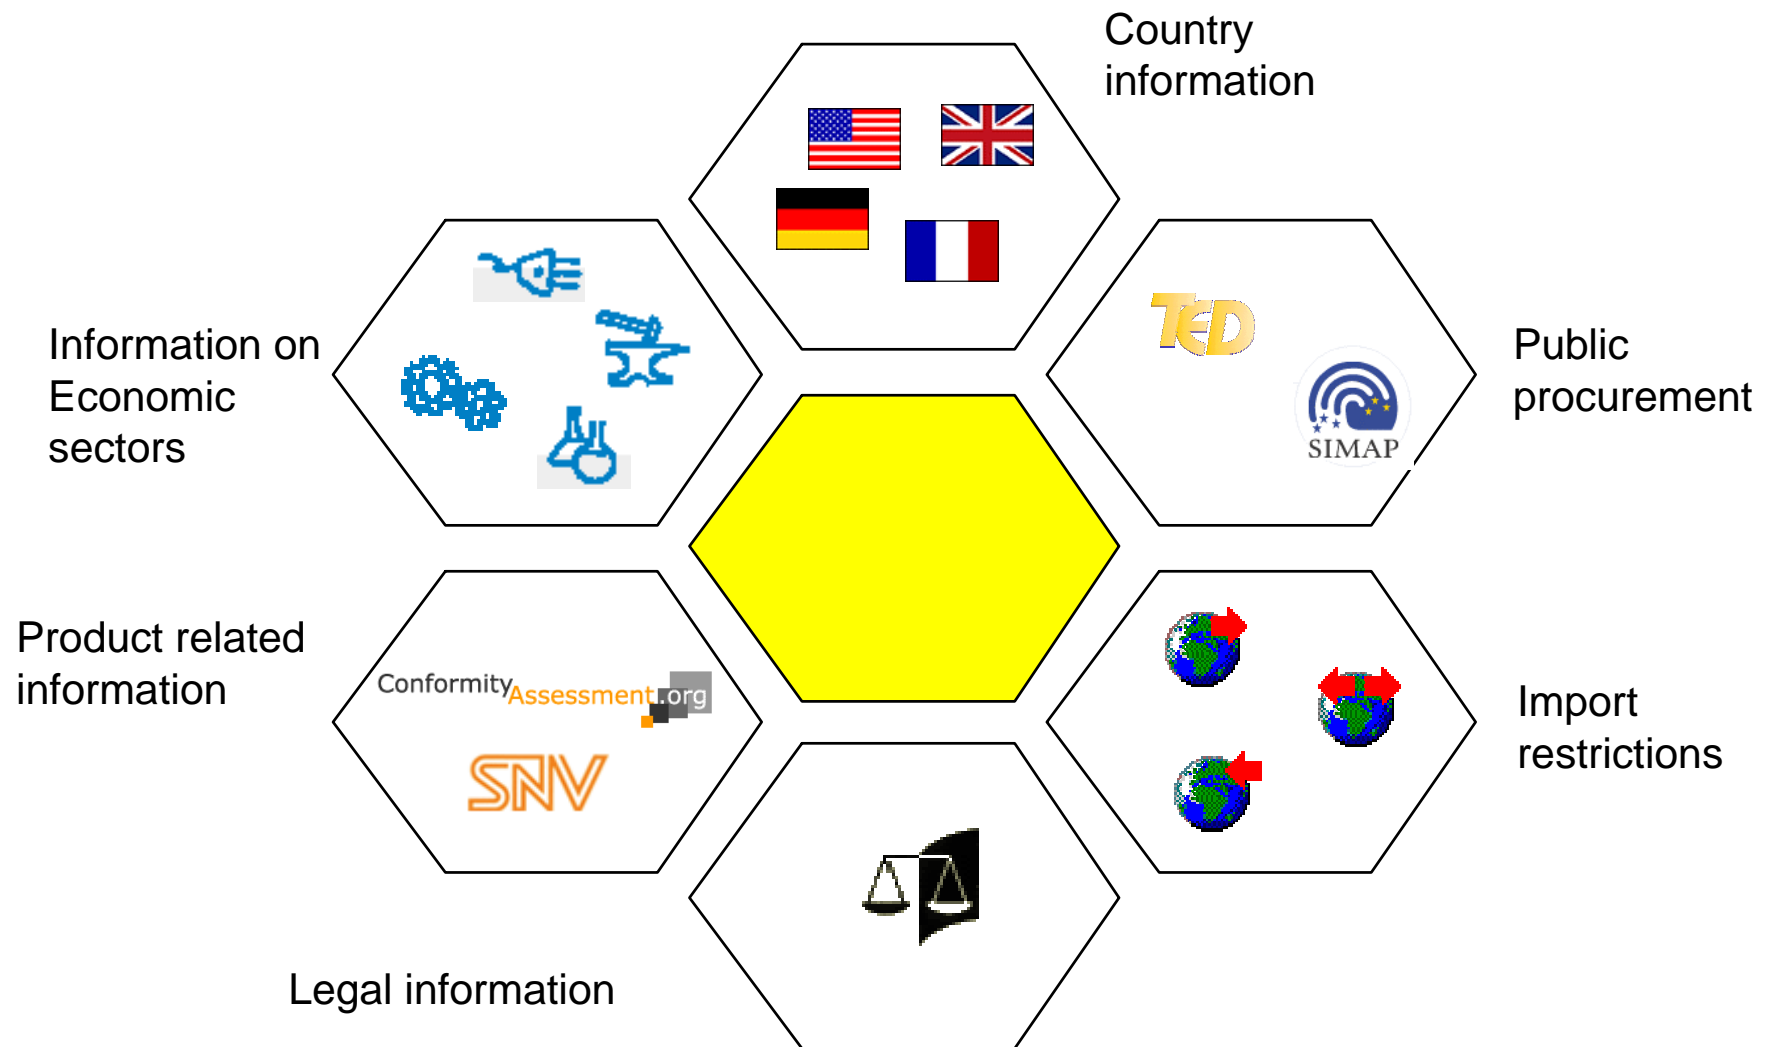 Country
information
TED
Information on
Economic
sectors
Public
procurement
SIMAP
Product related
information
ConformityAssessment.org
SNV
Import
restrictions
Legal information